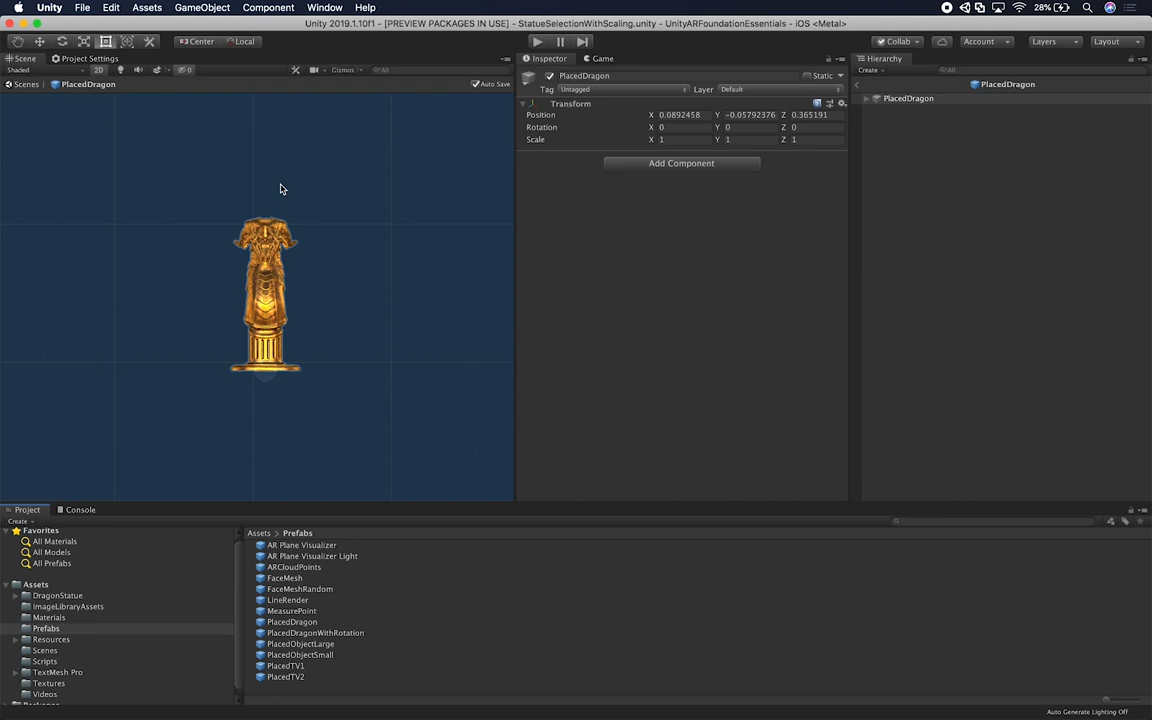 Unity File Edit Assets GameObject Component Window Help 28%
Unity 2019.1.10f1 - [PREVIEW PACKAGES IN USE] - StatueSelectionWithScaling.unity - UnityARFoundationEssentials - iOS <Metal>
Center Local Collab Account Layers Layout
Scene Project Settings
Shaded 2D 0 Gizmos All
Scenes PlacedDragon Auto Save
Inspector Game
PlacedDragon Static
Tag Untagged Layer Default
Transform
Position X 0.0892458 Y -0.05792376 Z 0.365191
Rotation X 0 Y 0 Z 0
Scale X 1 Y 1 Z 1
Add Component
Hierarchy
Create All
PlacedDragon
PlacedDragon
Project Console
Create
Favorites
All Materials
All Models
All Prefabs
Assets
DragonStatue
ImageLibraryAssets
Materials
Prefabs
Resources
Scenes
Scripts
TextMesh Pro
Textures
Videos
Assets > Prefabs
AR Plane Visualizer
AR Plane Visualizer Light
ARCloudPoints
FaceMesh
FaceMeshRandom
LineRender
MeasurePoint
PlacedDragon
PlacedDragonWithRotation
PlacedObjectLarge
PlacedObjectSmall
PlacedTV1
PlacedTV2
Auto Generate Lighting Off